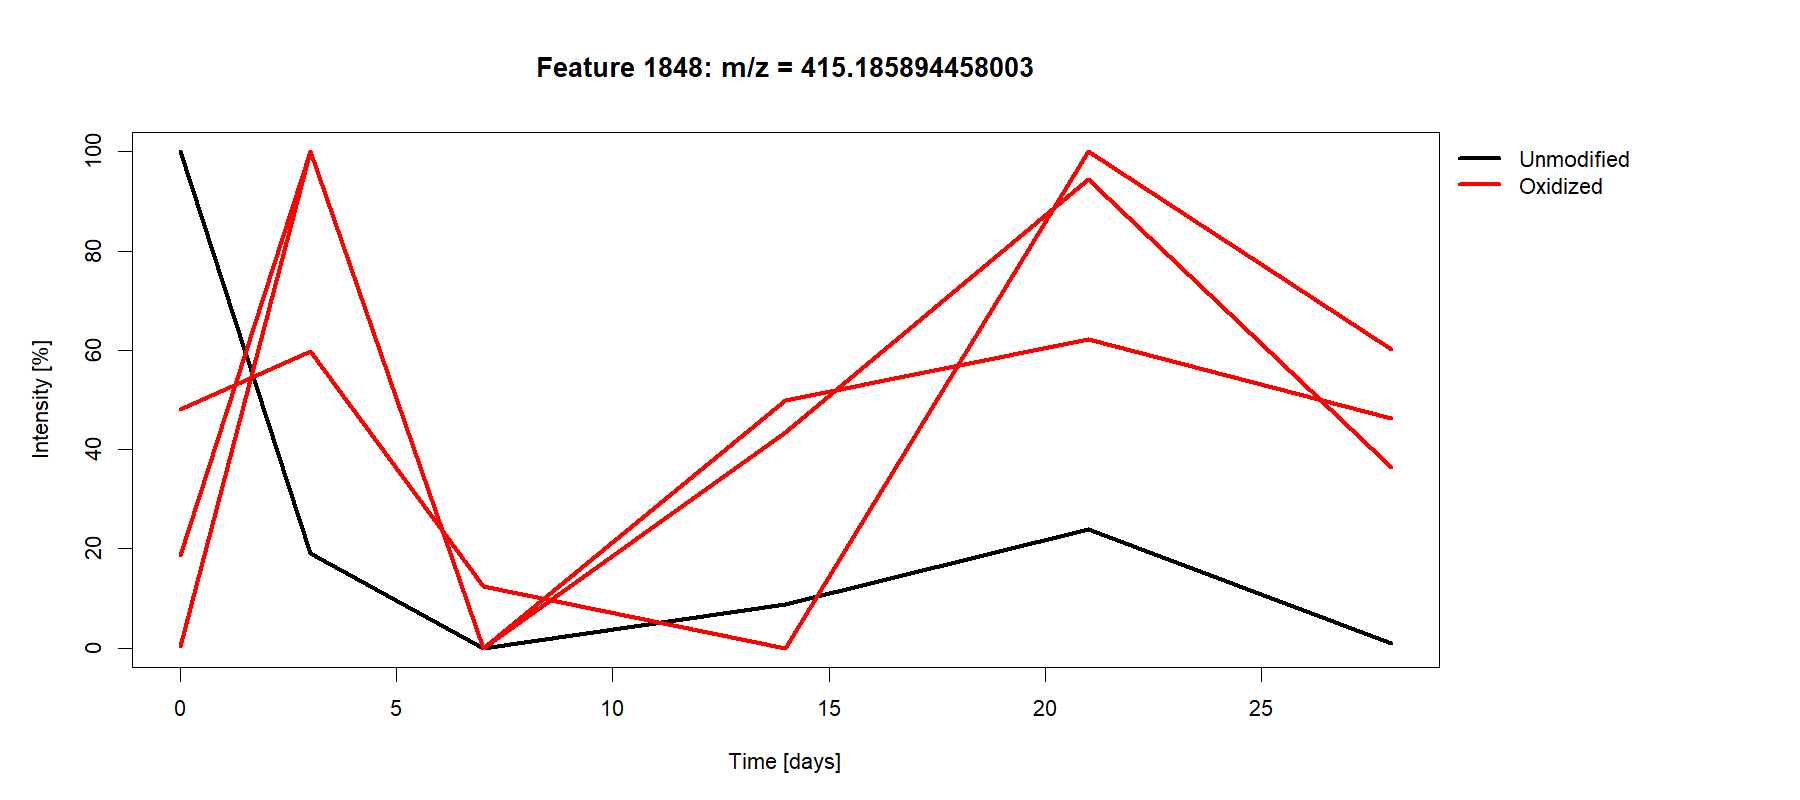 Feature 1848: m/z = 415.185894458003
Unmodified
Oxidized
Intensity [%]
100
80
60
40
20
0
0 5 10 15 20 25
Time [days]